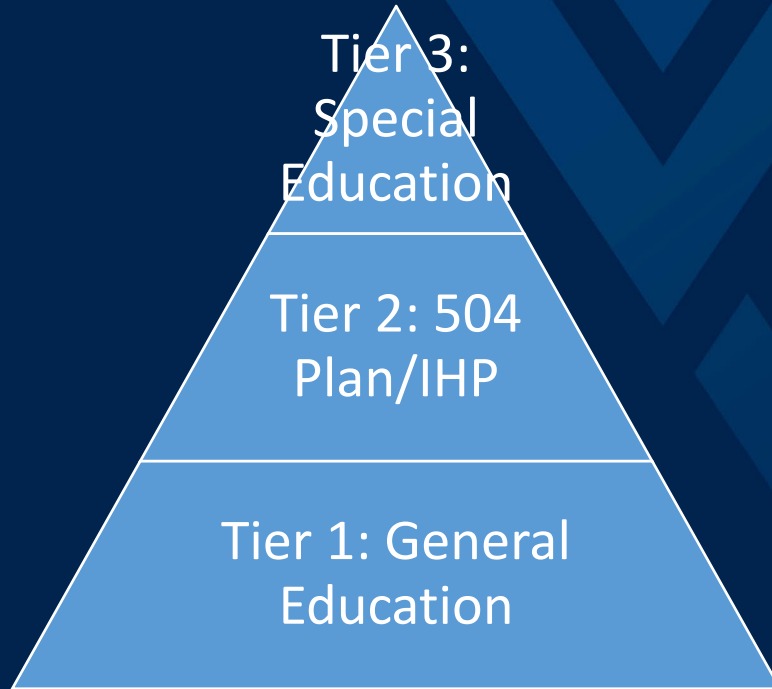 Tier 3:
Special
Education
Tier 2: 504
Plan/IHP
Tier 1: General
Education